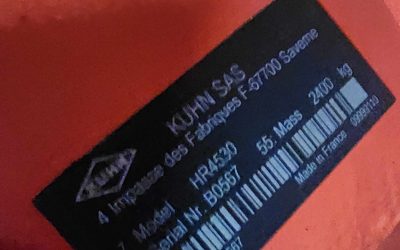 KUHN
KUHN SAS
4 Impasse des Fabriques F-67700 Saverne
Model HR4530 55: Mass 2400 kg
Serial Nr. B0567
Made in France